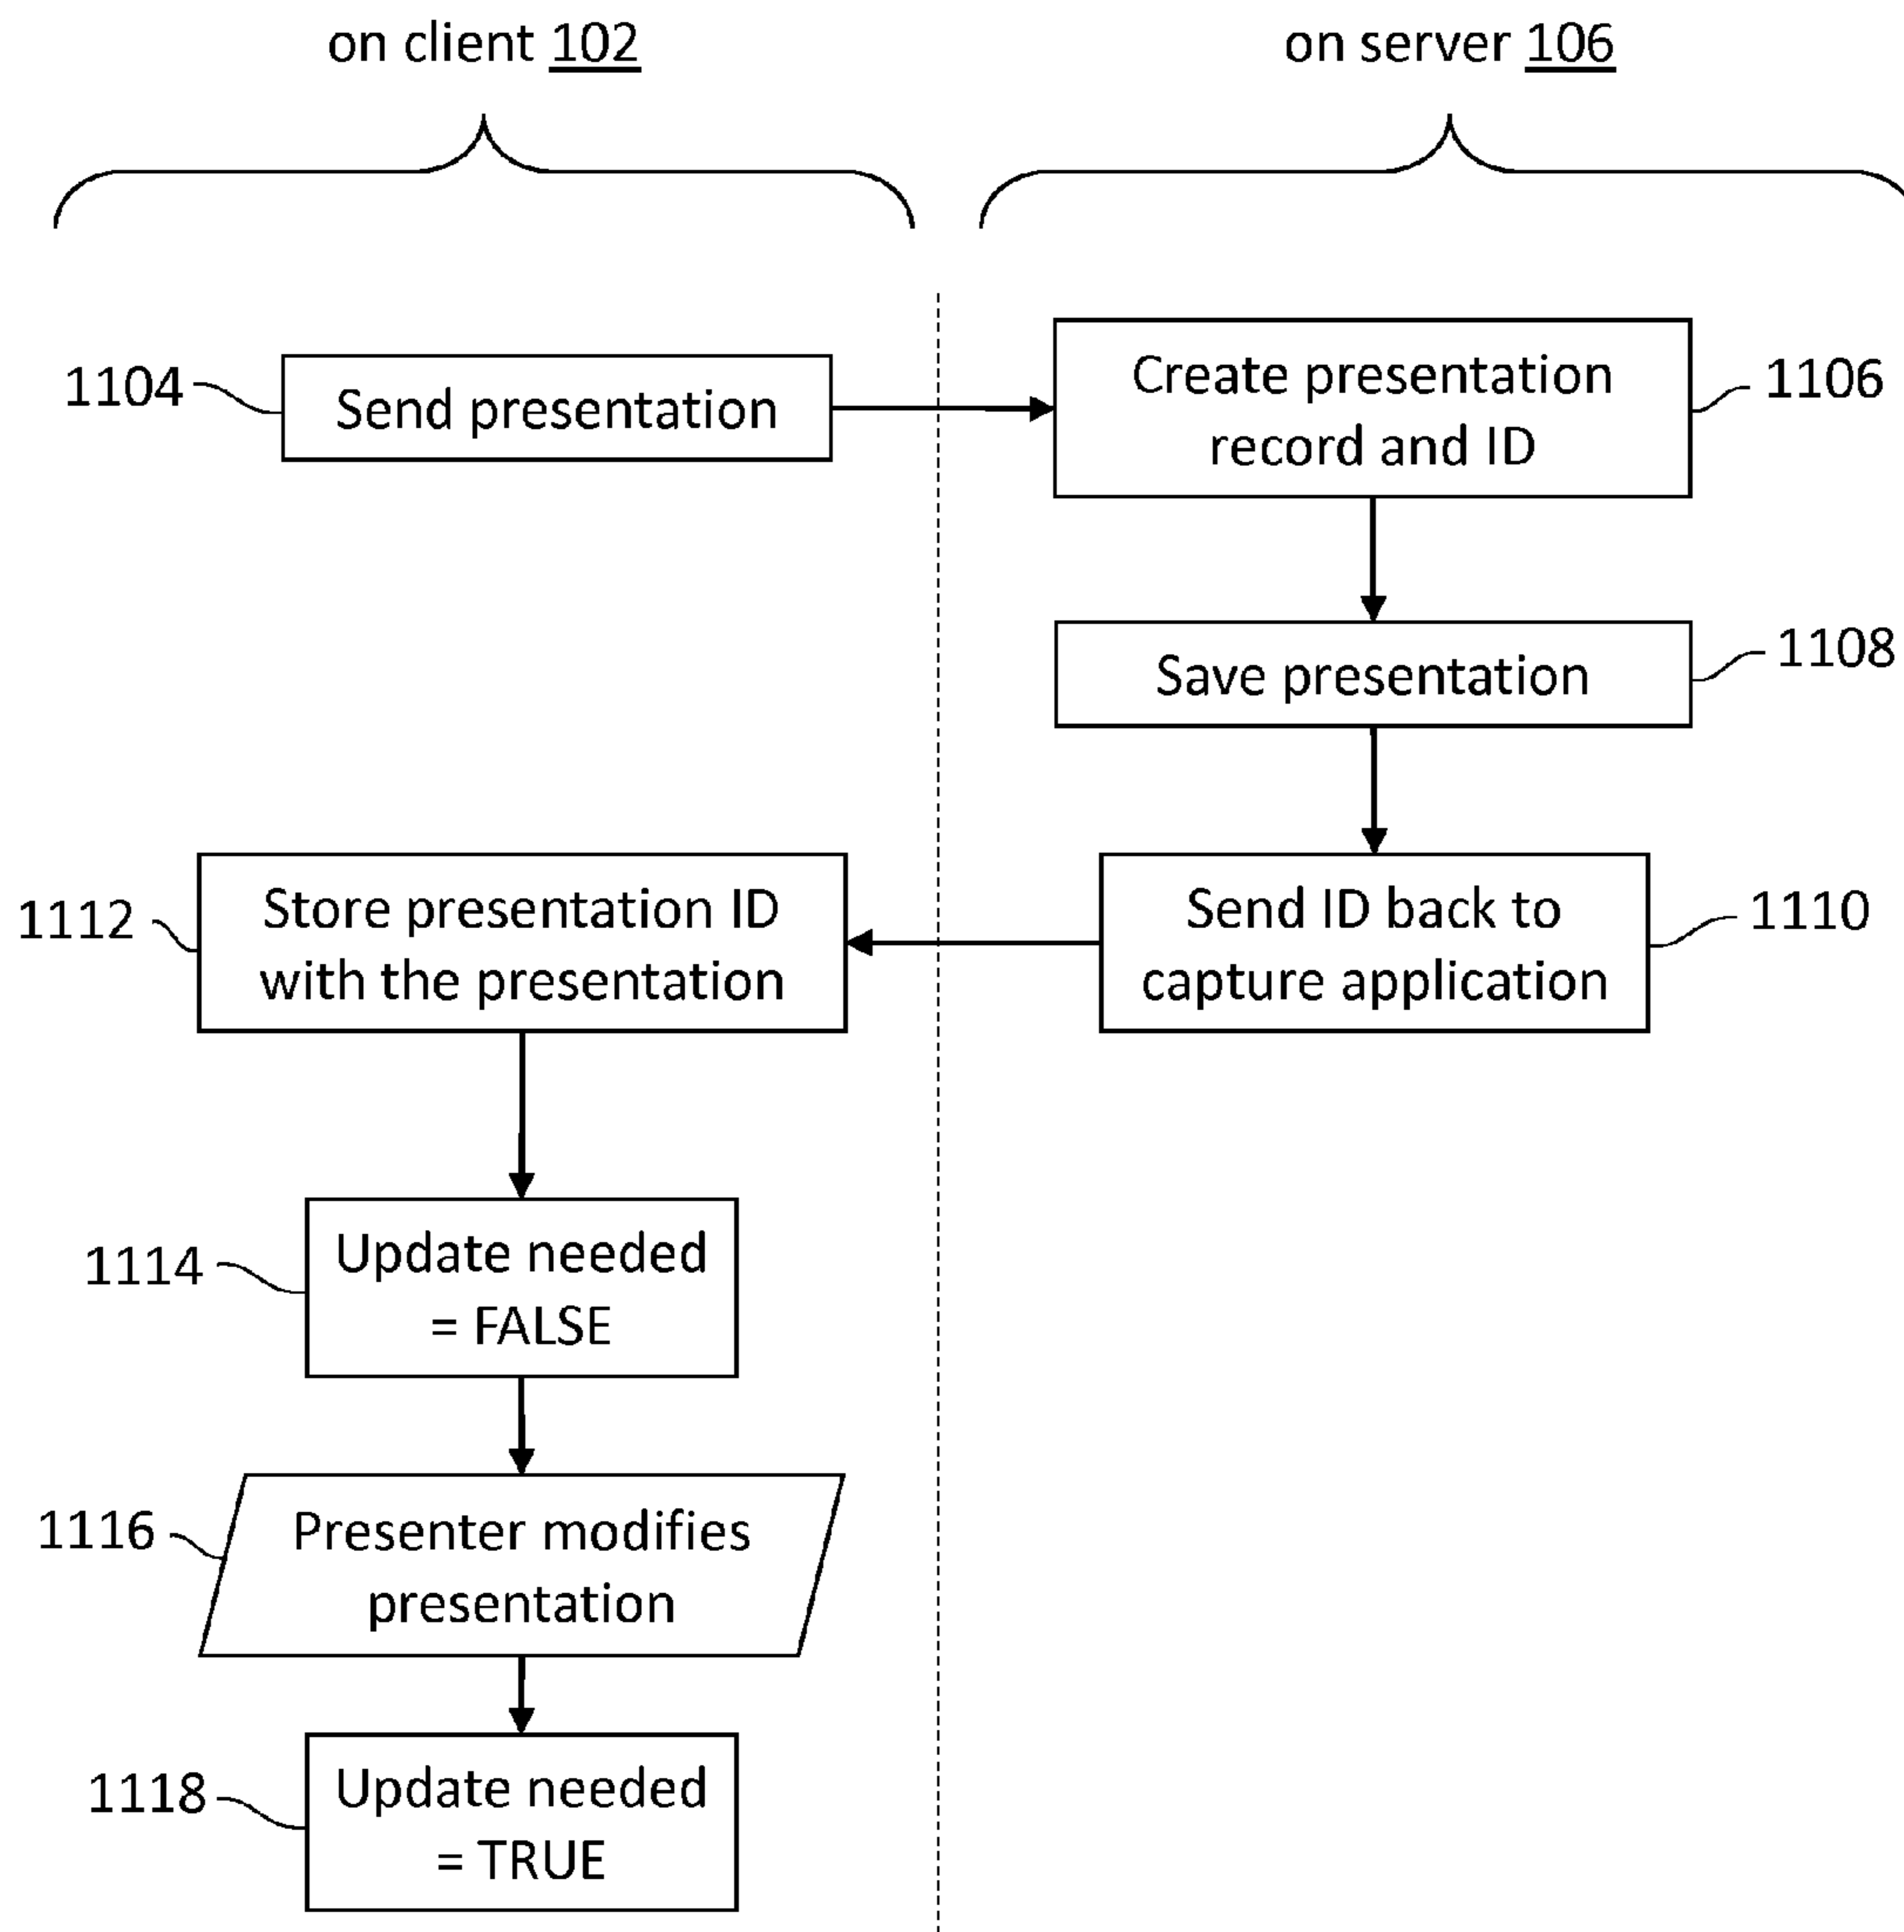 on client 102
on server 106
1104
Send presentation
Create presentation
record and ID
1106
Save presentation
1108
1112
Store presentation ID
with the presentation
Send ID back to
capture application
1110
1114
Update needed
= FALSE
1116
Presenter modifies
presentation
1118
Update needed
= TRUE